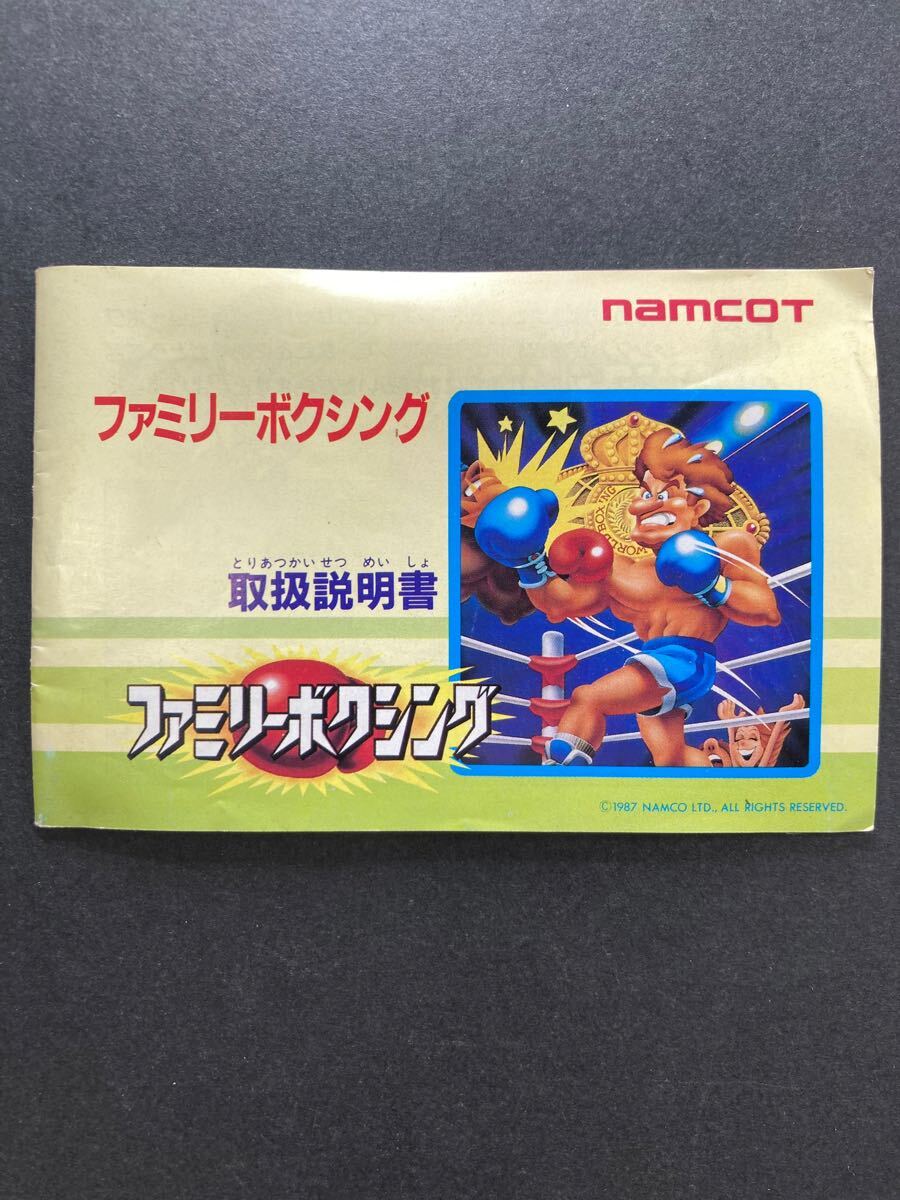 namcoT
ファミリーボクシング
とりあつかいせつ めい しょ
取扱説明書
WORLD BOXING
ファミリーボクシング
©1987 NAMCO LTD., ALL RIGHTS RESERVED.